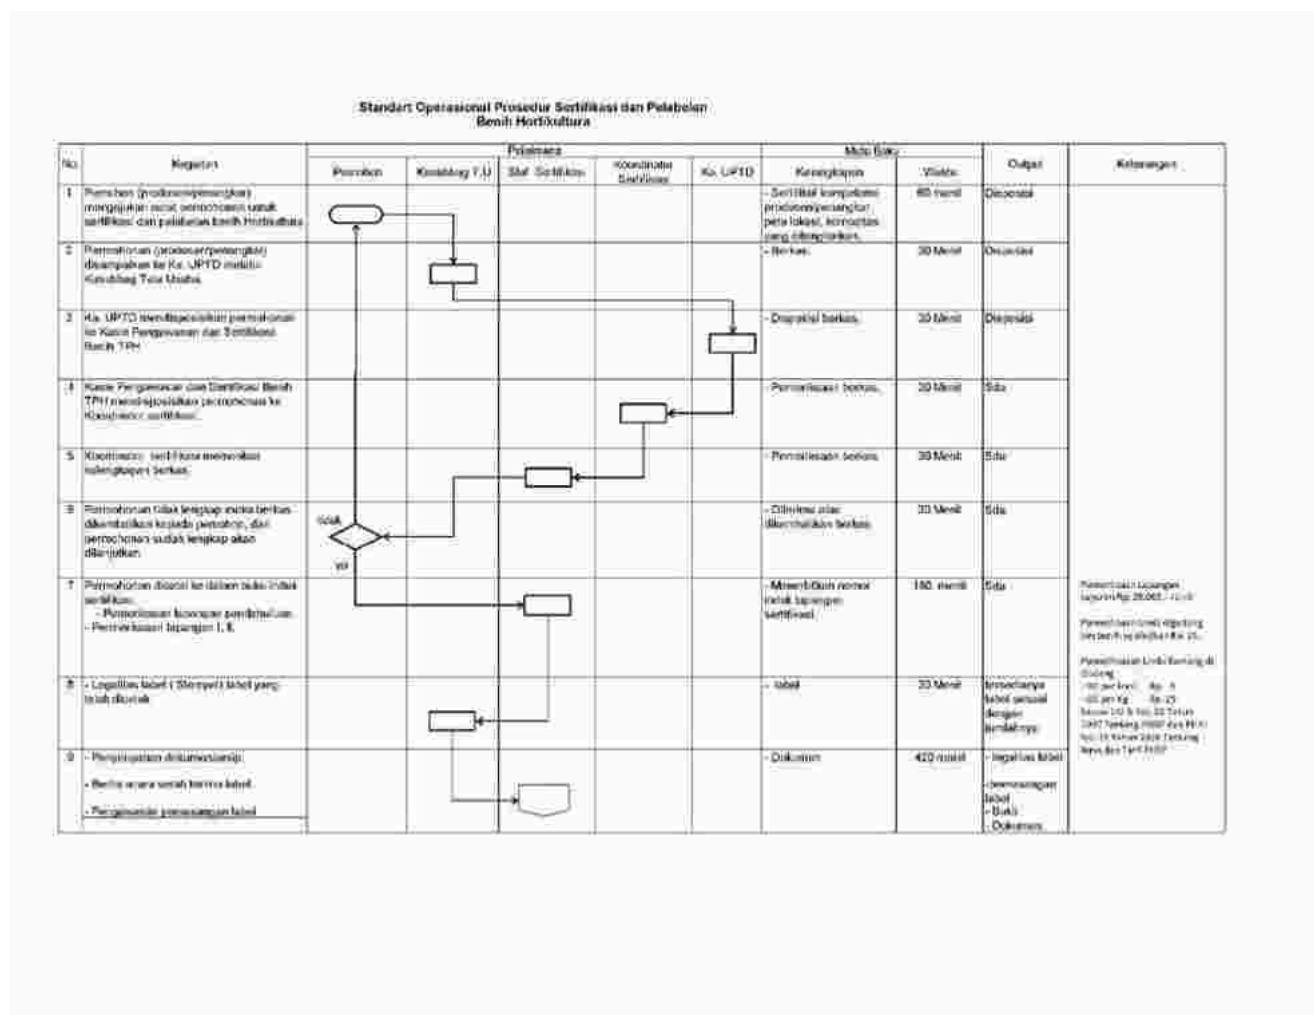 Standart Operasional Prosedur Sertifikasi dan Pelabelan
Benih Hortikultura
No.
Kegiatan
Pelaksana
Mutu Baku
Output
Keterangan
Pemohon
Kasubbag T.U
Staf Sertifikasi
Koordinator
Sertifikasi
Ka. UPTD
Kelengkapan
Waktu
1
Pemohon (produsen/penangkar)
mengajukan surat permohonan untuk
sertifikasi dan pelabelan benih Hortikultura
- Sertifikat kompetensi
produsen/penangkar,
peta lokasi, komoditas
yang ditangkarkan.
60 menit
Disposisi
2
Permohonan (produsen/penangkar)
disampaikan ke Ka. UPTD melalui
Kasubbag Tata Usaha
- Berkas.
30 Menit
Disposisi
3
Ka. UPTD mendisposisikan permohonan
ke Kasie Pengawasan dan Sertifikasi
Benih TPH
- Disposisi berkas.
30 Menit
Disposisi
4
Kasie Pengawasan dan Sertifikasi Benih
TPH mendisposisikan permohonan ke
Koordinator sertifikasi.
- Pemeriksaan berkas.
30 Menit
Sda
5
Koordinator sertifikasi memeriksa
kelengkapan berkas
- Pemeriksaan berkas.
30 Menit
Sda
6
Permohonan tidak lengkap maka berkas
dikembalikan kepada pemohon, dan
permohonan sudah lengkap akan
dilanjutkan
tidak
ya
- Diterima atau
dikembalikan berkas
30 Menit
Sda
7
Permohonan dicatat ke dalam buku induk
sertifikasi.
- Pemeriksaan lapangan pendahuluan.
- Pemeriksaan lapangan I, II.
- Menerbitkan nomor
induk lapangan
sertifikasi
180 menit
Sda
Pemeriksaan Lapangan
8
- Legalitas label ( Stempel) label yang
telah dicetak
- label
30 Menit
tersedianya
label sesuai
dengan
jumlahnya
9
- Penyimpanan dokumen/arsip
- Berita acara serah terima label
- Pengawasan pemasangan label
- Dokumen
420 menit
- legalitas label
-pemasangan
label
- Bukti
- Dokumen